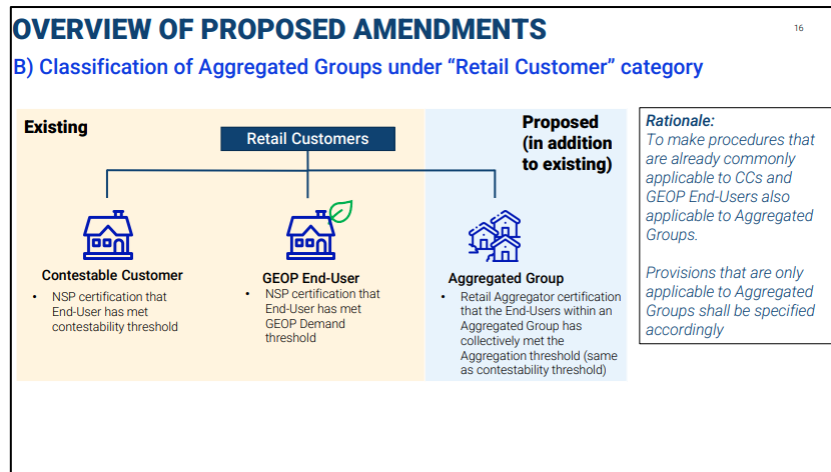 OVERVIEW OF PROPOSED AMENDMENTS
16
B) Classification of Aggregated Groups under “Retail Customer” category
Existing
Retail Customers
Proposed
(in addition
to existing)
Contestable Customer
• NSP certification that
End-User has met
contestability threshold
GEOP End-User
• NSP certification that
End-User has met
GEOP Demand
threshold
Aggregated Group
• Retail Aggregator certification
that the End-Users within an
Aggregated Group has
collectively met the
Aggregation threshold (same
as contestability threshold)
Rationale:
To make procedures that
are already commonly
applicable to CCs and
GEOP End-Users also
applicable to Aggregated
Groups.
Provisions that are only
applicable to Aggregated
Groups shall be specified
accordingly